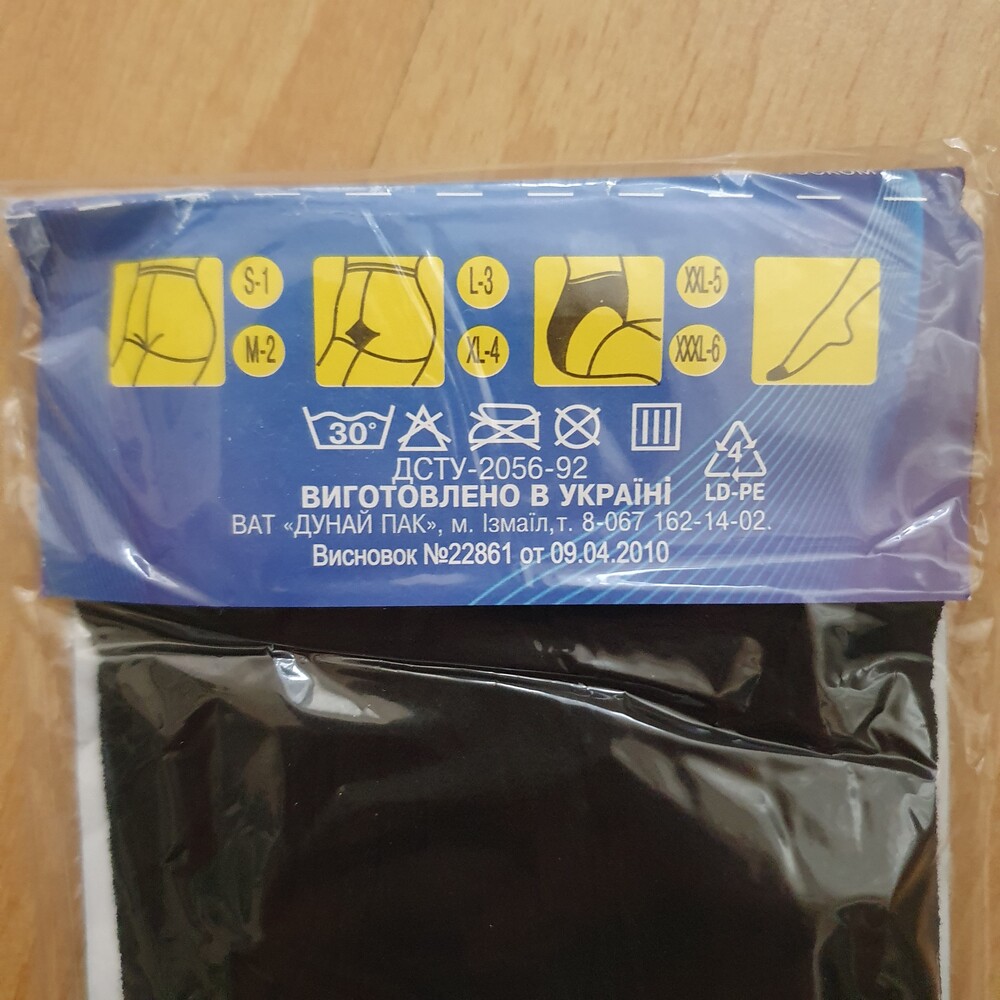 S-1 L-3 XXL-5
M-2 XL-4 XXXL-6
30°
4
ДСТУ-2056-92
LD-PE
ВИГОТОВЛЕНО В УКРАЇНІ
ВАТ «ДУНАЙ ПАК», м. Ізмаїл,т. 8-067 162-14-02.
Висновок №22861 от 09.04.2010